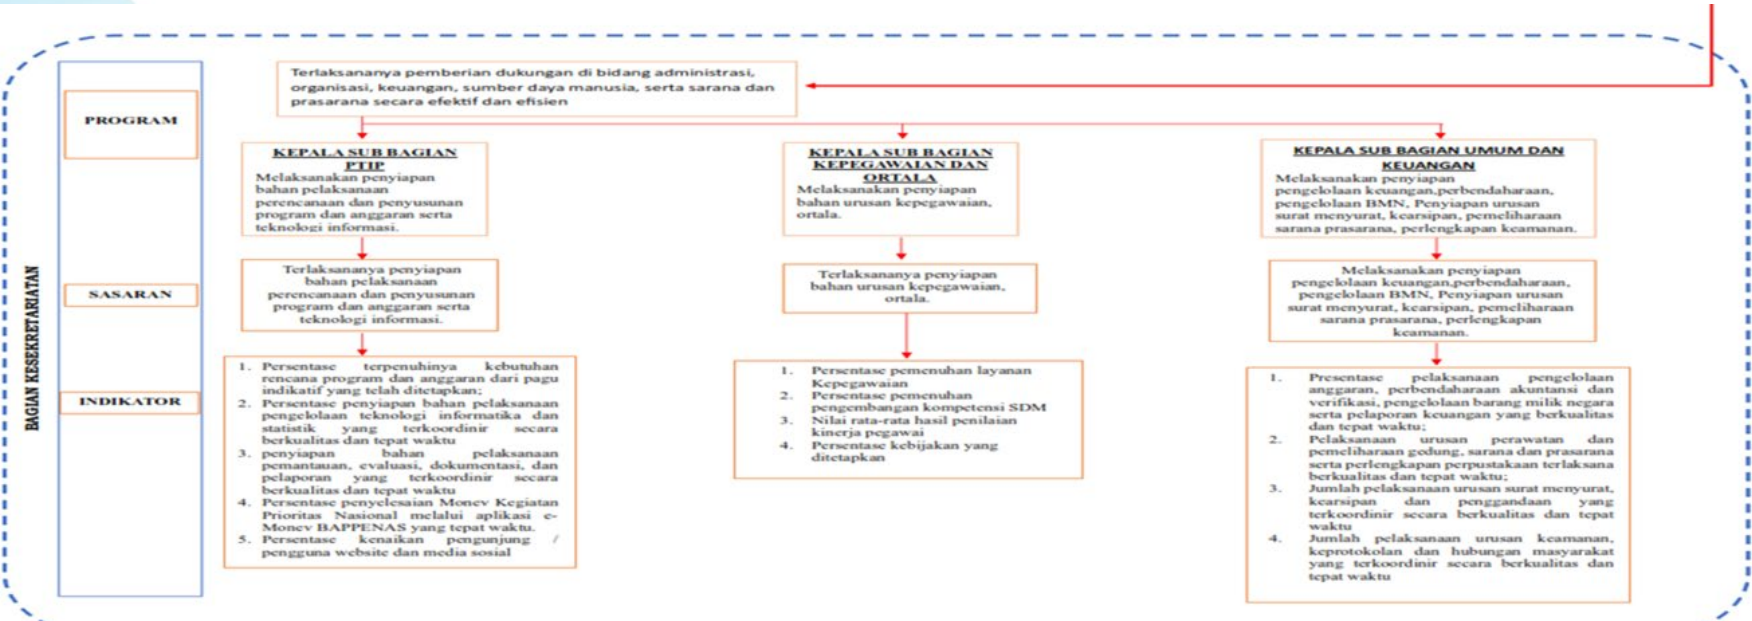 BAGIAN KESEKRETARIATAN
PROGRAM
SASARAN
INDIKATOR
Terlaksananya pemberian dukungan di bidang administrasi,
organisasi, keuangan, sumber daya manusia, serta sarana dan
prasarana secara efektif dan efisien
KEPALA SUB BAGIAN
PTIP
Melaksanakan penyiapan
bahan pelaksanaan
perencanaan dan penyusunan
program dan anggaran serta
teknologi informasi.
Terlaksananya penyiapan
bahan pelaksanaan
perencanaan dan penyusunan
program dan anggaran serta
teknologi informasi.
1. Persentase terpenuhinya kebutuhan
rencana program dan anggaran dari pagu
indikatif yang telah ditetapkan;
2. Persentase penyiapan bahan pelaksanaan
pengelolaan teknologi informatika dan
statistik yang terkoordinir secara
berkualitas dan tepat waktu
3. penyiapan bahan pelaksanaan
pemantauan, evaluasi, dokumentasi, dan
pelaporan yang terkoordinir secara
berkualitas dan tepat waktu
4. Persentase penyelesaian Monev Kegiatan
Prioritas Nasional melalui aplikasi e-
Monev BAPPENAS yang tepat waktu.
5. Persentase kenaikan pengunjung /
pengguna website dan media sosial
KEPALA SUB BAGIAN
KEPEGAWAIAN DAN
ORTALA
Melaksanakan penyiapan
bahan urusan kepegawaian,
ortala.
Terlaksananya penyiapan
bahan urusan kepegawaian,
ortala.
1. Persentase pemenuhan layanan
Kepegawaian
2. Persentase pemenuhan
pengembangan kompetensi SDM
3. Nilai rata-rata hasil penilaian
kinerja pegawai
4. Persentase kebijakan yang
ditetapkan
KEPALA SUB BAGIAN UMUM DAN
KEUANGAN
Melaksanakan penyiapan
pengelolaan keuangan,perbendaharaan,
pengelolaan BMN, Penyiapan urusan
surat menyurat, kearsipan, pemeliharaan
sarana prasarana, perlengkapan keamanan.
Melaksanakan penyiapan
pengelolaan keuangan,perbendaharaan,
pengelolaan BMN, Penyiapan urusan
surat menyurat, kearsipan, pemeliharaan
sarana prasarana, perlengkapan
keamanan.
1. Presentase pelaksanaan pengelolaan
anggaran, perbendaharaan akuntansi dan
verifikasi, pengelolaan barang milik negara
serta pelaporan keuangan yang berkualitas
dan tepat waktu;
2. Pelaksanaan urusan perawatan dan
pemeliharaan gedung, sarana dan prasarana
serta perlengkapan perpustakaan terlaksana
berkualitas dan tepat waktu;
3. Jumlah pelaksanaan urusan surat menyurat,
kearsipan dan penggandaan yang
terkoordinir secara berkualitas dan tepat
waktu
4. Jumlah pelaksanaan urusan keamanan,
keprotokolan dan hubungan masyarakat
yang terkoordinir secara berkualitas dan
tepat waktu